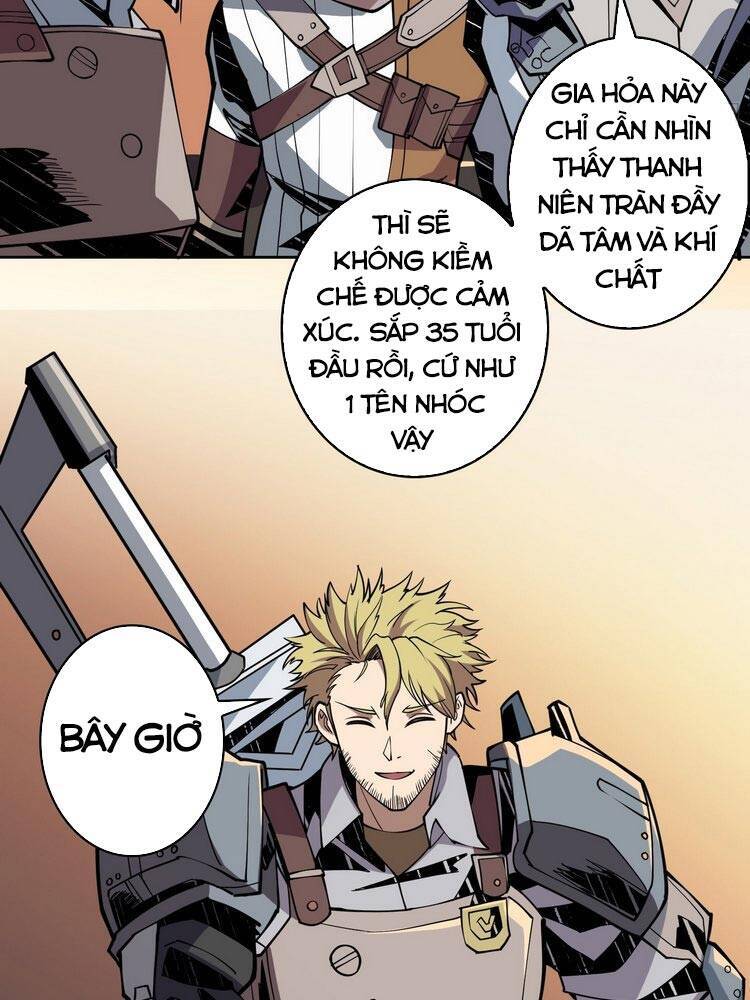 GIA HỎA NÀY
CHỈ CẦN NHÌN
THẤY THANH
NIÊN TRÀN ĐẦY
DÃ TÂM VÀ KHÍ
CHẤT
THÌ SẼ
KHÔNG KIỀM
CHẾ ĐƯỢC CẢM
XÚC. SẮP 35 TUỔI
ĐẦU RỒI, CỨ NHƯ
1 TÊN NHÓC
VẬY
BÂY GIỜ